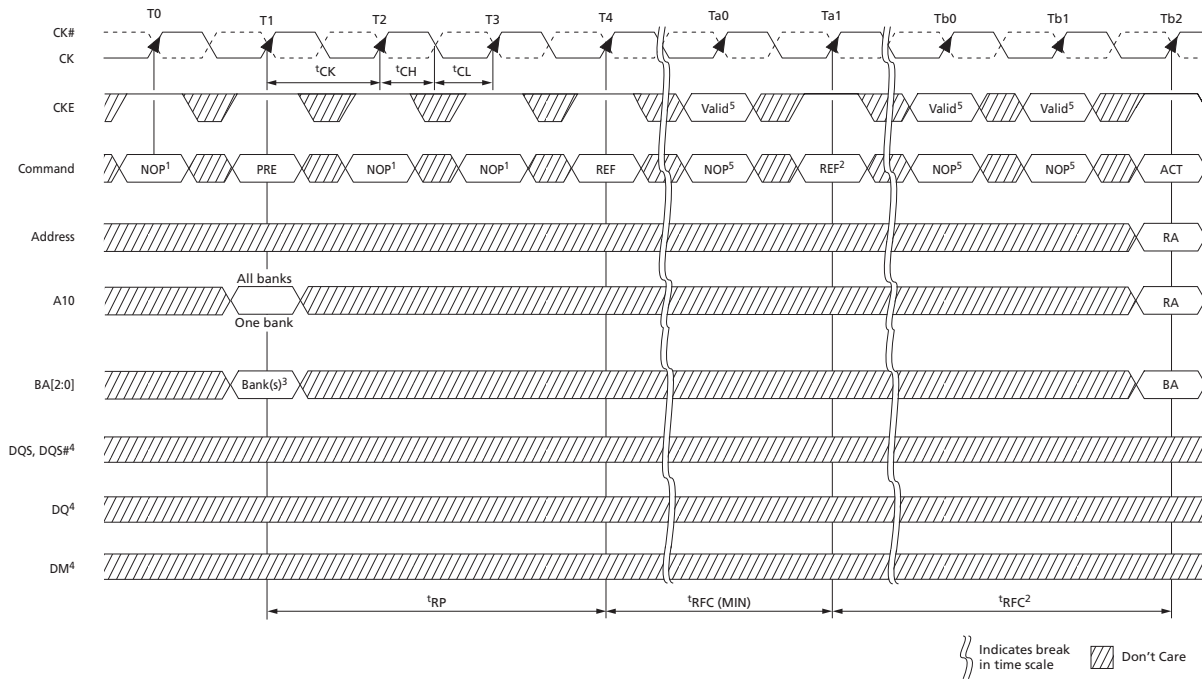 T0 T1 T2 T3 T4 Ta0 Ta1 Tb0 Tb1 Tb2
CK#
CK
tCK tCH tCL
CKE Valid5 Valid5 Valid5
Command NOP1 PRE NOP1 NOP1 REF NOP5 REF2 NOP5 NOP5 ACT
Address RA
All banks
A10 RA
One bank
BA[2:0] Bank(s)3 BA
DQS, DQS#4
DQ4
DM4
tRP tRFC (MIN) tRFC2
Indicates break
in time scale
Don't Care